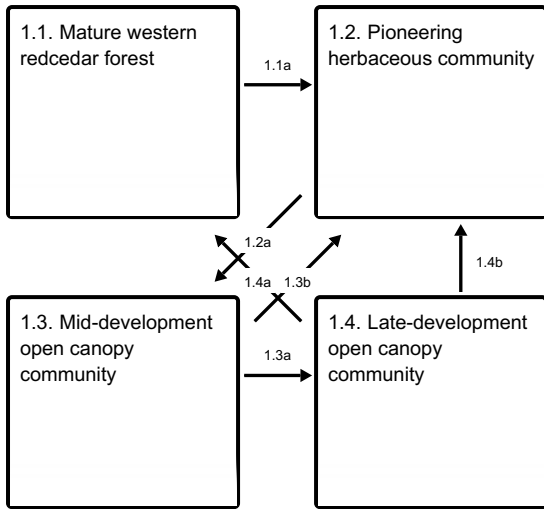 1.1. Mature western
redcedar forest
1.1a
1.2. Pioneering
herbaceous community
1.2a
1.4a
1.3b
1.4b
1.3. Mid-development
open canopy
community
1.3a
1.4. Late-development
open canopy
community